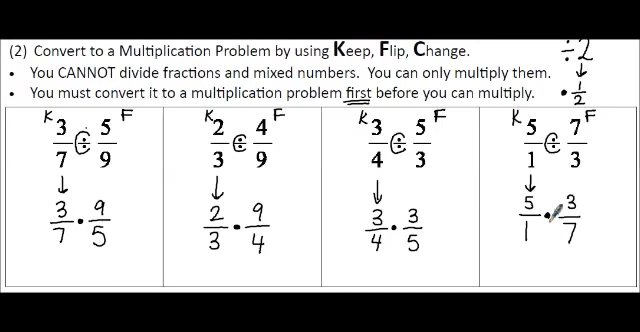 (2) Convert to a Multiplication Problem by using Keep, Flip, Change. ÷2
• You CANNOT divide fractions and mixed numbers. You can only multiply them. ↓
• You must convert it to a multiplication problem first before you can multiply. • 1/2
K 3/7 ÷ 5/9 F
↓
3/7 • 9/5
K 2/3 ÷ 4/9 F
↓
2/3 • 9/4
K 3/4 ÷ 5/3 F
↓
3/4 • 3/5
K 5/1 ÷ 7/3 F
↓
5/1 • 3/7